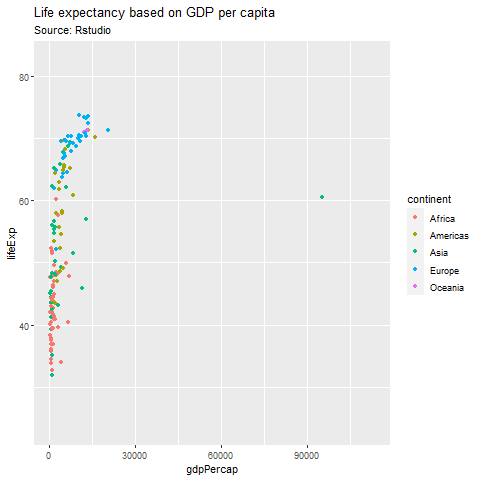 Life expectancy based on GDP per capita
Source: Rstudio
80
60
40
lifeExp
0 30000 60000 90000
gdpPercap
continent
Africa
Americas
Asia
Europe
Oceania